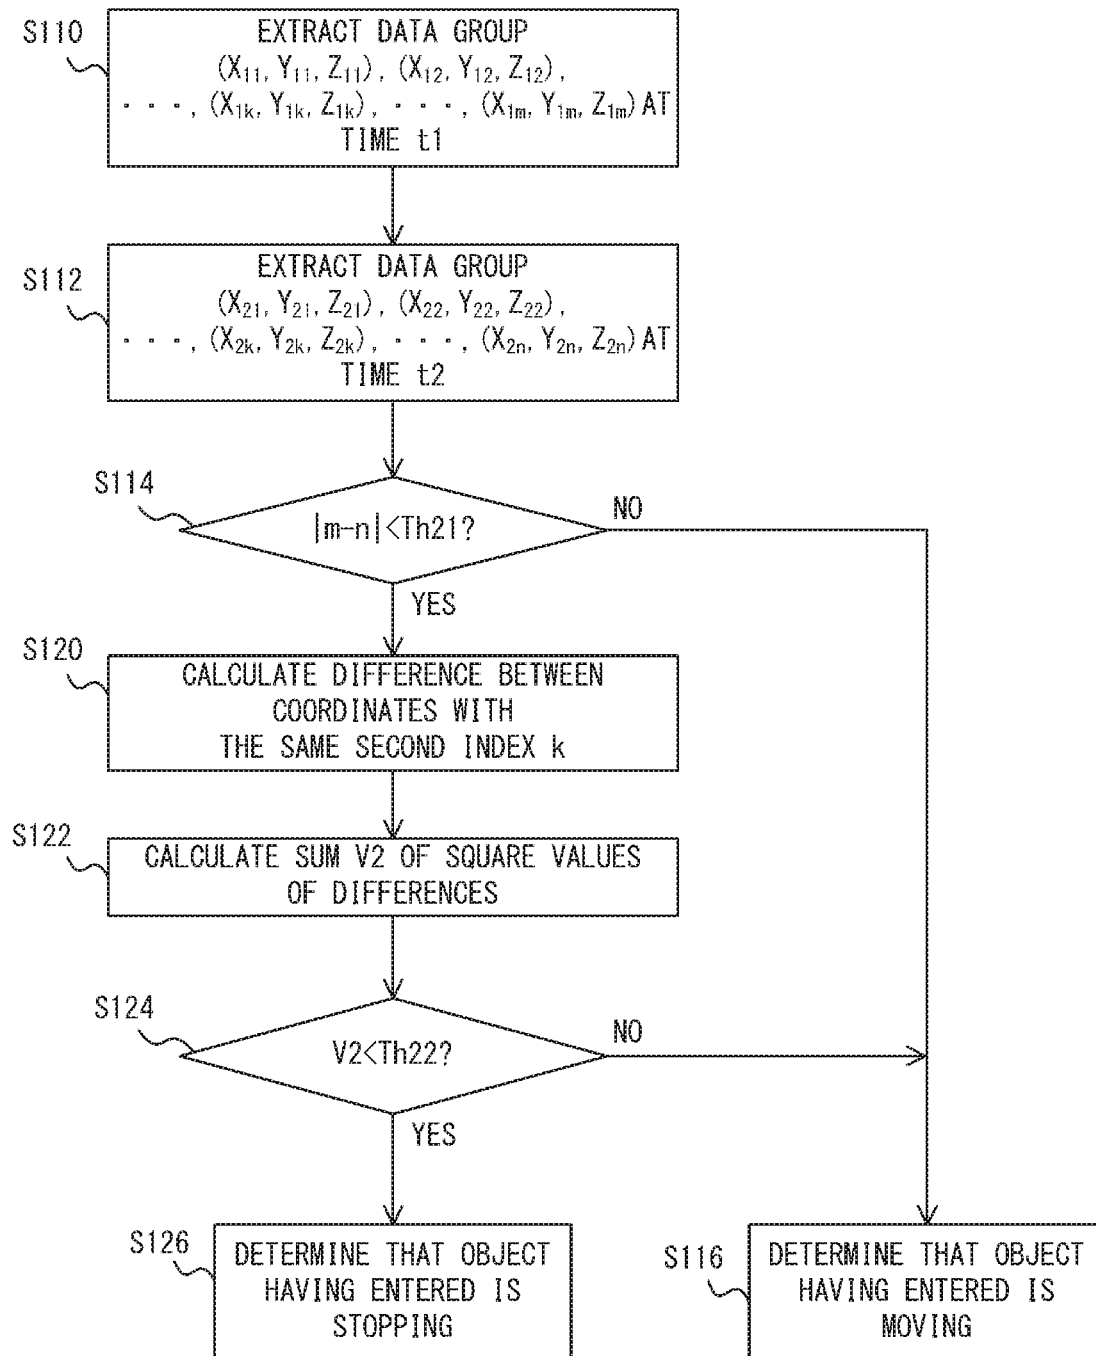 S110
EXTRACT DATA GROUP
(X₁₁, Y₁₁, Z₁₁), (X₁₂, Y₁₂, Z₁₂),
・・・, (X₁ₖ, Y₁ₖ, Z₁ₖ), ・・・, (X₁ₘ, Y₁ₘ, Z₁ₘ) AT
TIME t1
S112
EXTRACT DATA GROUP
(X₂₁, Y₂₁, Z₂₁), (X₂₂, Y₂₂, Z₂₂),
・・・, (X₂ₖ, Y₂ₖ, Z₂ₖ), ・・・, (X₂ₙ, Y₂ₙ, Z₂ₙ) AT
TIME t2
S114
|m-n|<Th21?
NO
YES
S120
CALCULATE DIFFERENCE BETWEEN
COORDINATES WITH
THE SAME SECOND INDEX k
S122
CALCULATE SUM V2 OF SQUARE VALUES
OF DIFFERENCES
S124
V2<Th22?
NO
YES
S126
DETERMINE THAT OBJECT
HAVING ENTERED IS
STOPPING
S116
DETERMINE THAT OBJECT
HAVING ENTERED IS
MOVING